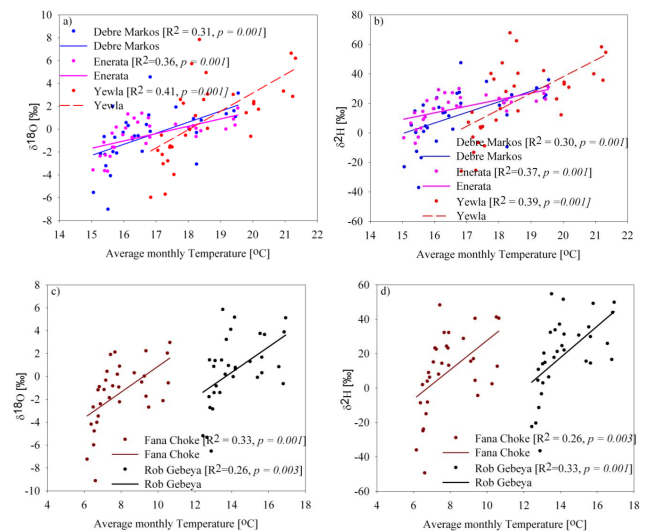 a)
Debre Markos [R2 = 0.31, p = 0.001]
Debre Markos
Enerata [R2=0.36, p = 0.001]
Enerata
Yewla [R2 = 0.41, p = 0.001]
Yewla
8
6
4
2
0
-2
-4
-6
-8
δ18O [‰]
14 15 16 17 18 19 20 21 22
Average monthly Temperature [oC]
b)
80
60
40
20
0
-20
-40
-60
δ2H [‰]
Debre Markos [R2 = 0.30, p = 0.001]
Debre Markos
Enerata [R2=0.37, p = 0.001]
Enerata
Yewla [R2 = 0.39, p =0.001]
Yewla
14 15 16 17 18 19 20 21 22
Average monthly Temperature [oC]
c)
8
6
4
2
0
-2
-4
-6
-8
-10
δ18O [‰]
Fana Choke [R2 = 0.33, p = 0.001]
Fana Choke
Rob Gebeya [R2=0.26, p = 0.003]
Rob Gebeya
4 6 8 10 12 14 16 18
Average monthly Temperature [oC]
d)
60
40
20
0
-20
-40
-60
δ2H [‰]
Fana Choke [R2 = 0.26, p = 0.003]
Fana Choke
Rob Gebeya [R2=0.33, p = 0.001]
Rob Gebeya
4 6 8 10 12 14 16 18
Average monthly Temperature [oC]